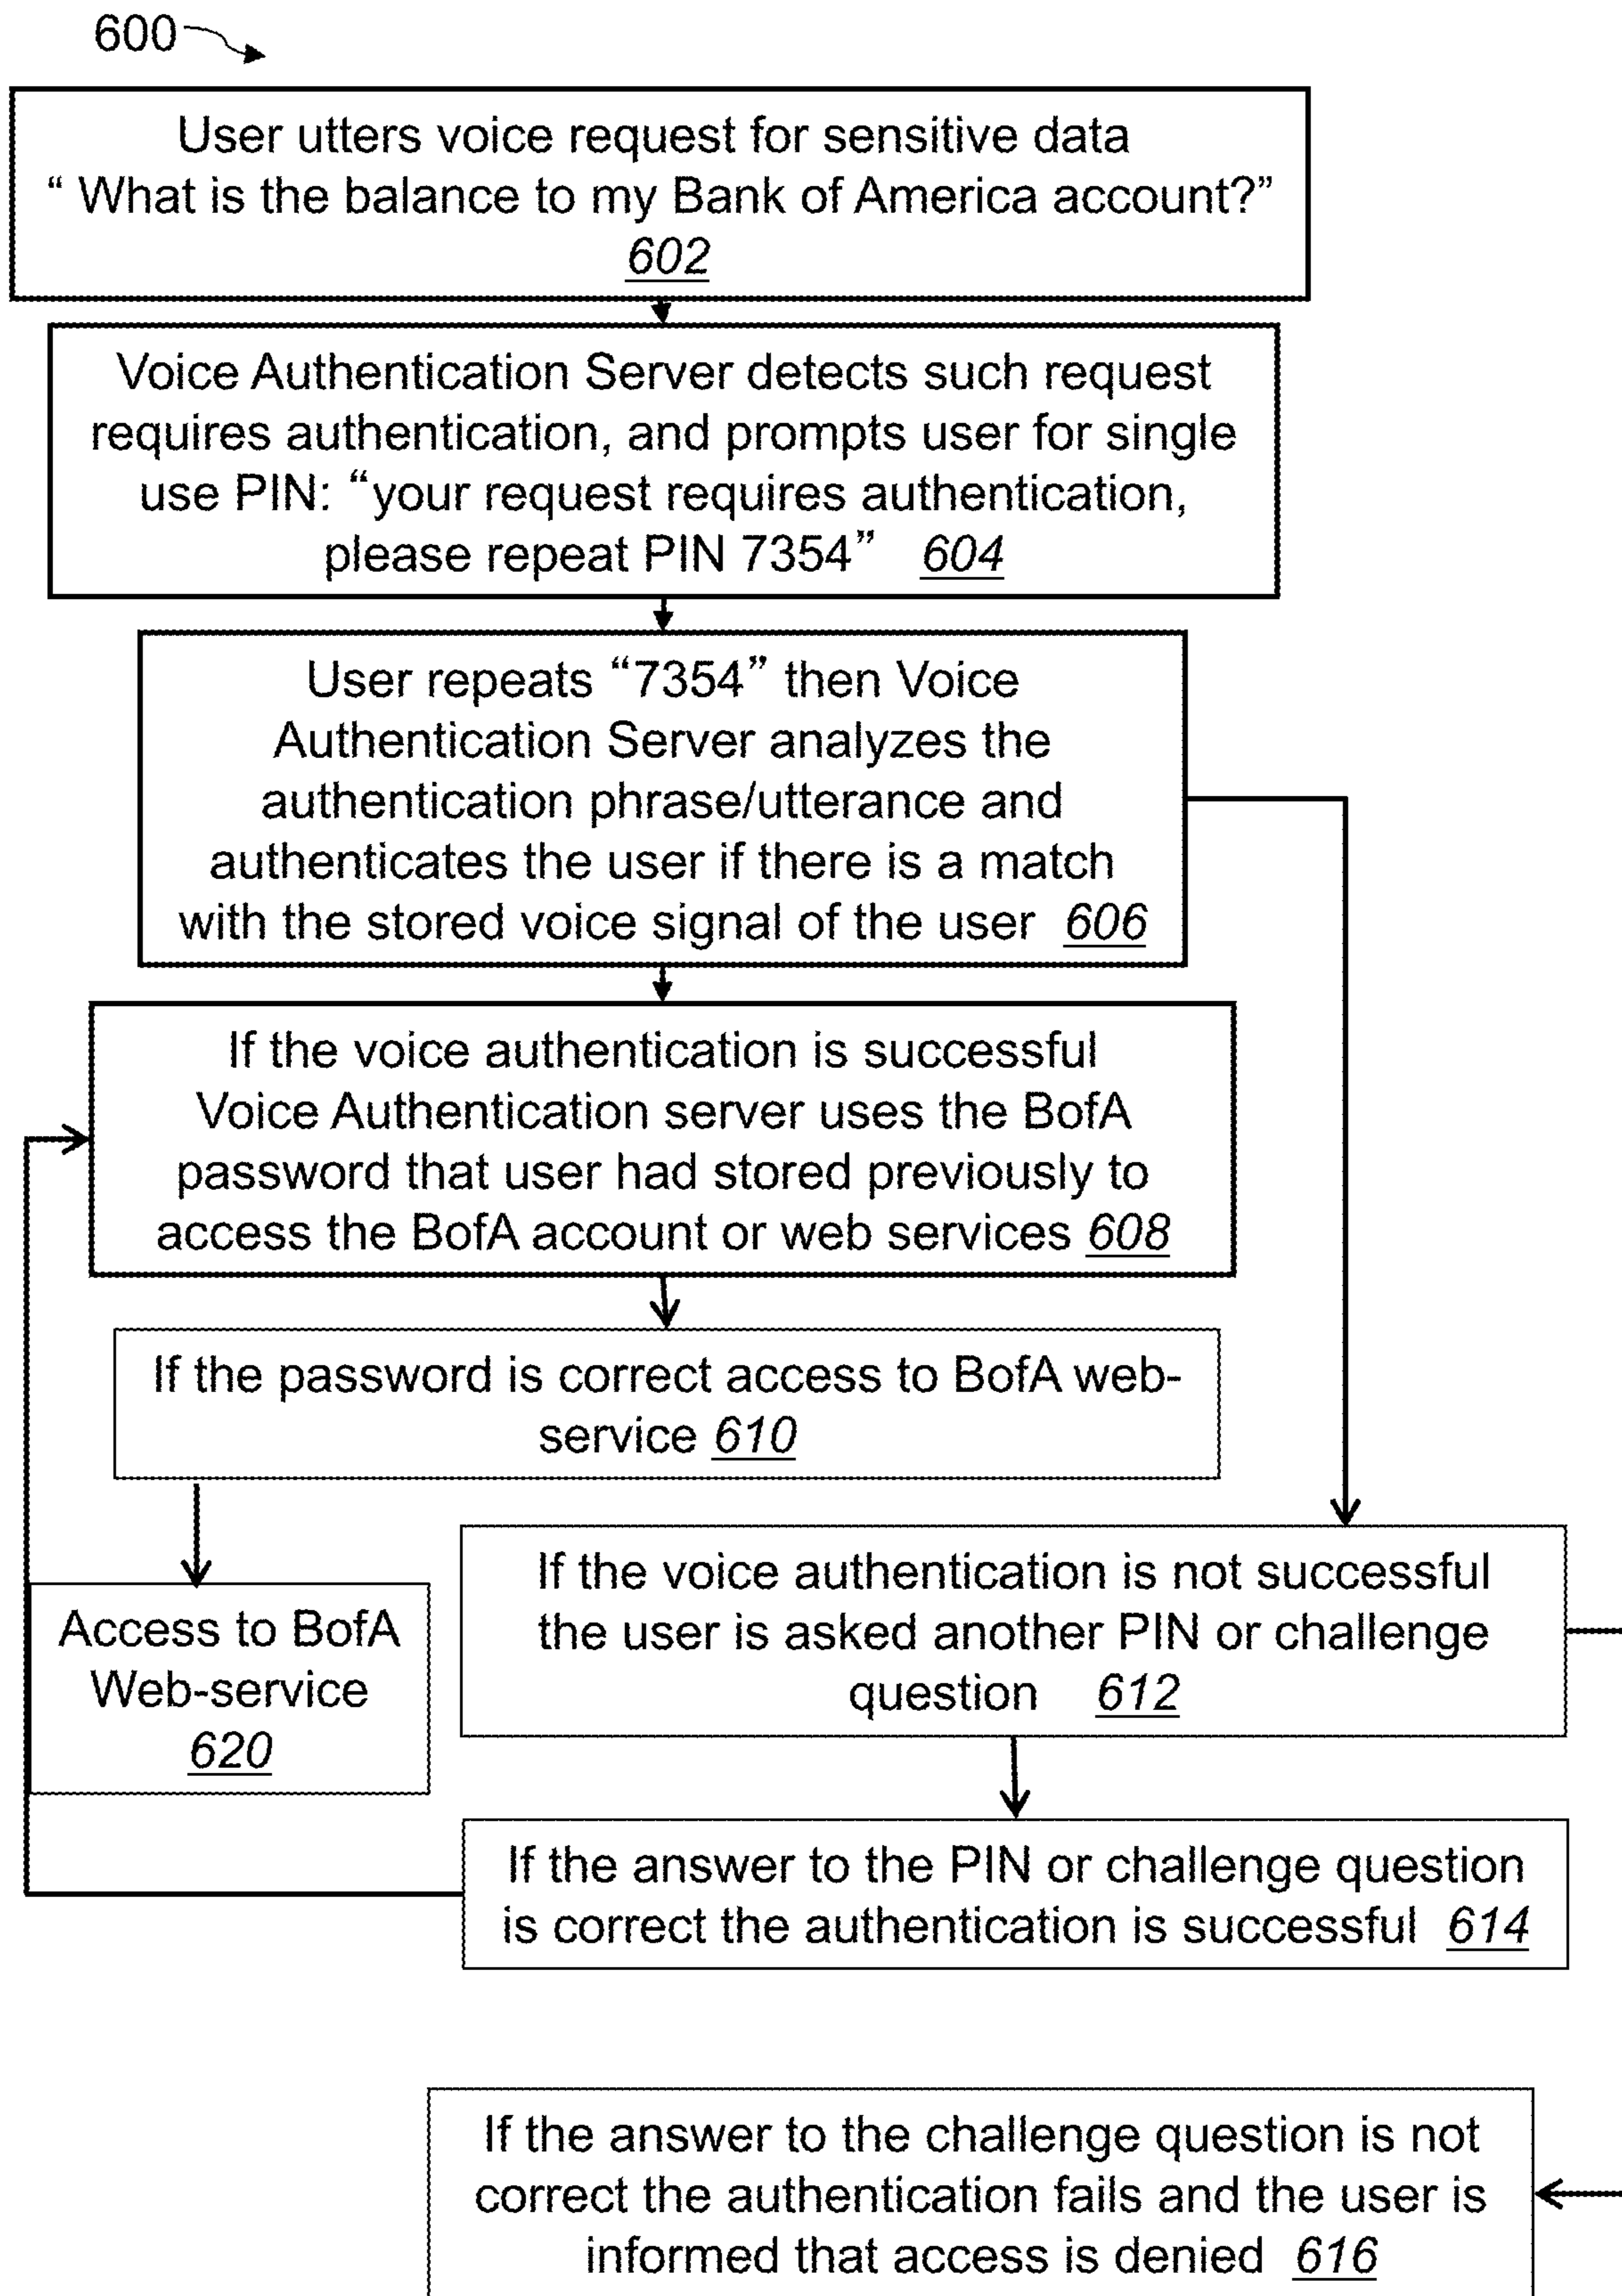 600
User utters voice request for sensitive data
“ What is the balance to my Bank of America account?”
602
Voice Authentication Server detects such request
requires authentication, and prompts user for single
use PIN: “your request requires authentication,
please repeat PIN 7354” 604
User repeats “7354” then Voice
Authentication Server analyzes the
authentication phrase/utterance and
authenticates the user if there is a match
with the stored voice signal of the user 606
If the voice authentication is successful
Voice Authentication server uses the BofA
password that user had stored previously to
access the BofA account or web services 608
If the password is correct access to BofA web-
service 610
Access to BofA
Web-service
620
If the voice authentication is not successful
the user is asked another PIN or challenge
question 612
If the answer to the PIN or challenge question
is correct the authentication is successful 614
If the answer to the challenge question is not
correct the authentication fails and the user is
informed that access is denied 616